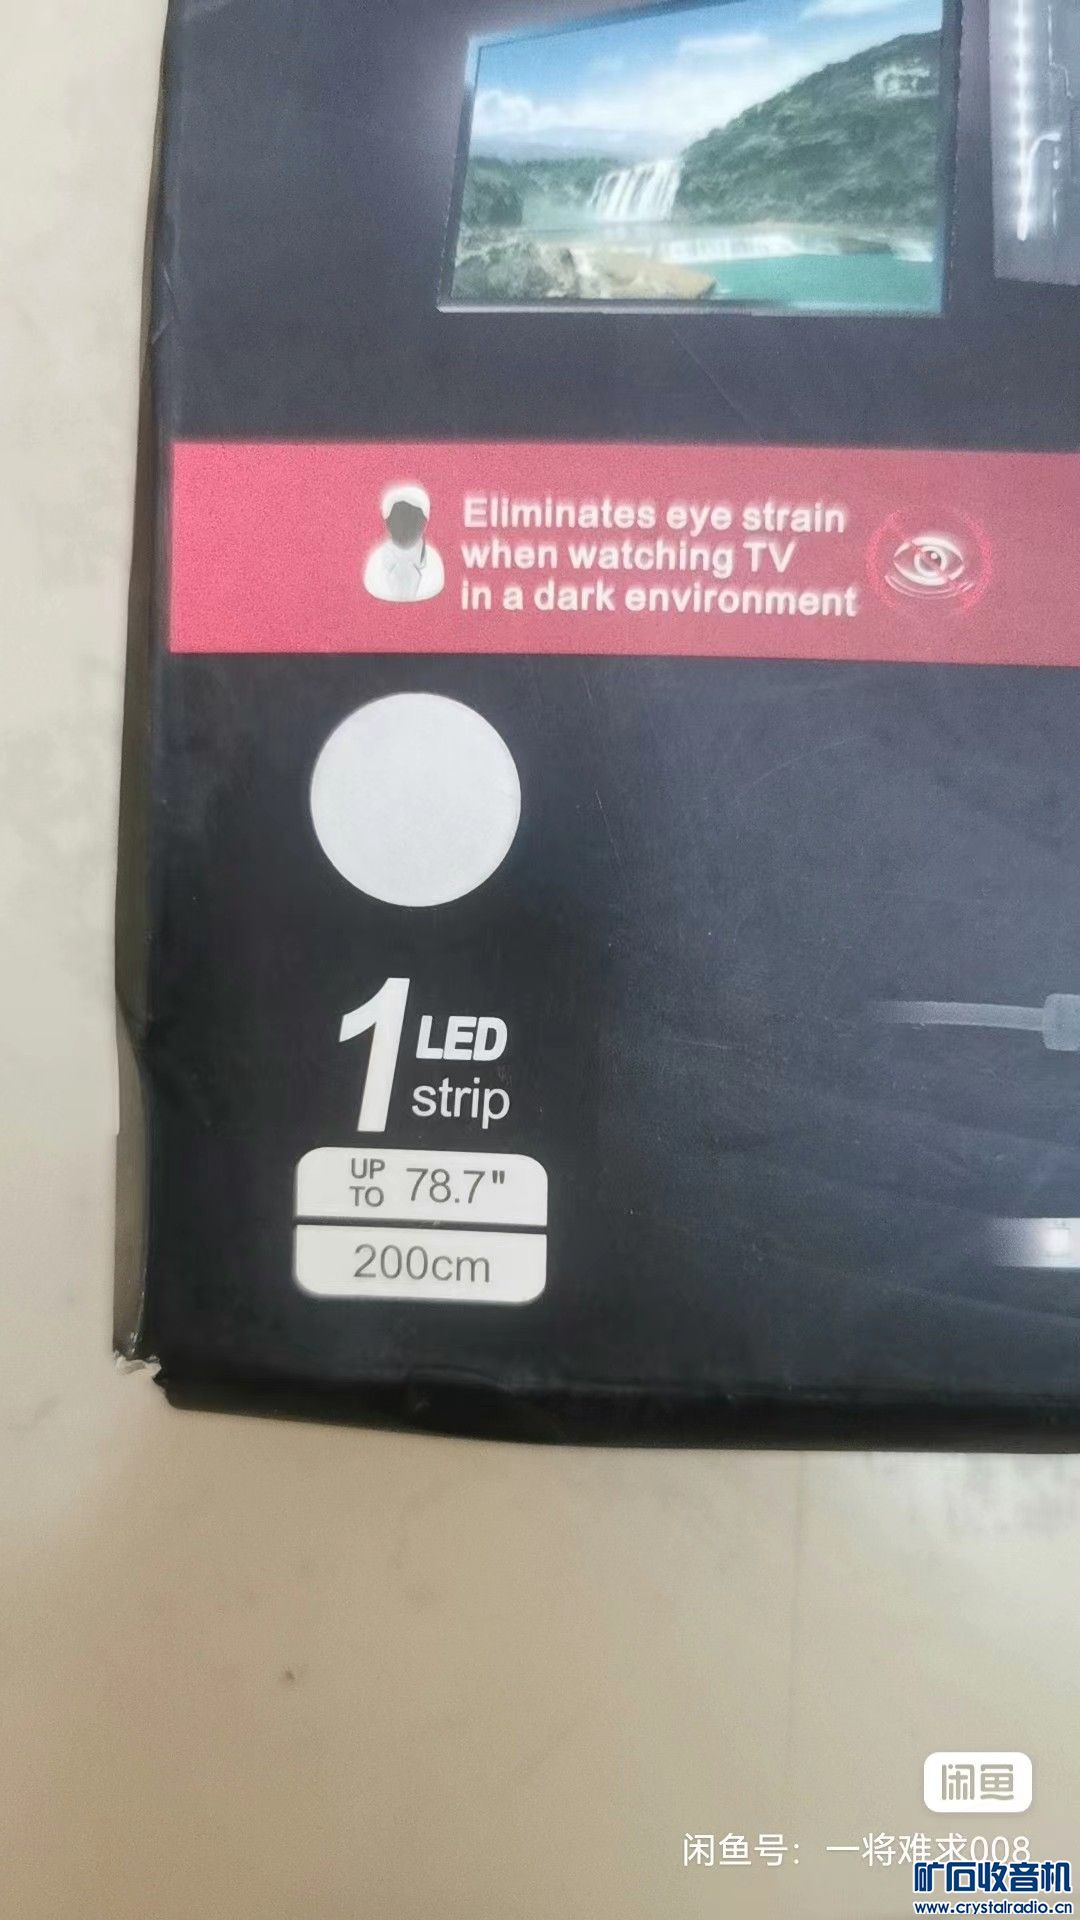 Eliminates eye strain
when watching TV
in a dark environment
1 LED
strip
UP
TO 78.7"
200cm
闲鱼
闲鱼号：一将难求008
矿石收音机
www.crystalradio.cn